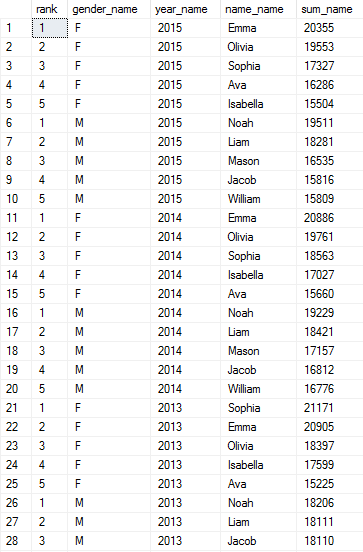 rank gender_name year_name name_name sum_name
1 1 F 2015 Emma 20355
2 2 F 2015 Olivia 19553
3 3 F 2015 Sophia 17327
4 4 F 2015 Ava 16286
5 5 F 2015 Isabella 15504
6 1 M 2015 Noah 19511
7 2 M 2015 Liam 18281
8 3 M 2015 Mason 16535
9 4 M 2015 Jacob 15816
10 5 M 2015 William 15809
11 1 F 2014 Emma 20886
12 2 F 2014 Olivia 19761
13 3 F 2014 Sophia 18563
14 4 F 2014 Isabella 17027
15 5 F 2014 Ava 15660
16 1 M 2014 Noah 19229
17 2 M 2014 Liam 18421
18 3 M 2014 Mason 17157
19 4 M 2014 Jacob 16812
20 5 M 2014 William 16776
21 1 F 2013 Sophia 21171
22 2 F 2013 Emma 20905
23 3 F 2013 Olivia 18397
24 4 F 2013 Isabella 17599
25 5 F 2013 Ava 15225
26 1 M 2013 Noah 18206
27 2 M 2013 Liam 18111
28 3 M 2013 Jacob 18110